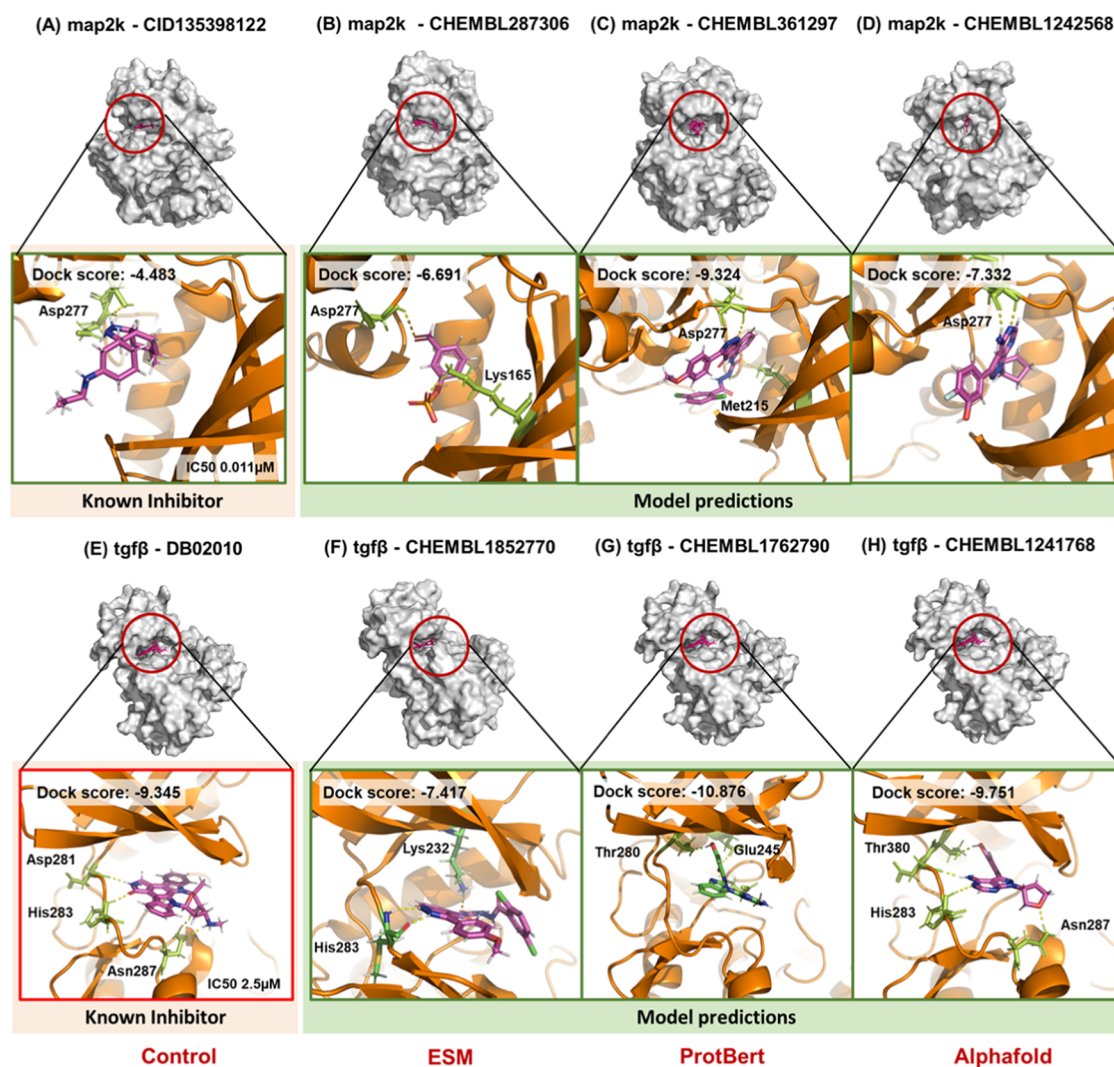 (A) map2k - CID135398122
(B) map2k - CHEMBL287306
(C) map2k - CHEMBL361297
(D) map2k - CHEMBL1242568
Dock score: -4.483
Asp277
IC50 0.011μM
Dock score: -6.691
Asp277
Lys165
Dock score: -9.324
Asp277
Met215
Dock score: -7.332
Asp277
Known Inhibitor
Model predictions
(E) tgfβ - DB02010
(F) tgfβ - CHEMBL1852770
(G) tgfβ - CHEMBL1762790
(H) tgfβ - CHEMBL1241768
Dock score: -9.345
Asp281
His283
Asn287
IC50 2.5μM
Dock score: -7.417
Lys232
His283
Dock score: -10.876
Thr280
Glu245
Dock score: -9.751
Thr380
His283
Asn287
Known Inhibitor
Model predictions
Control
ESM
ProtBert
Alphafold